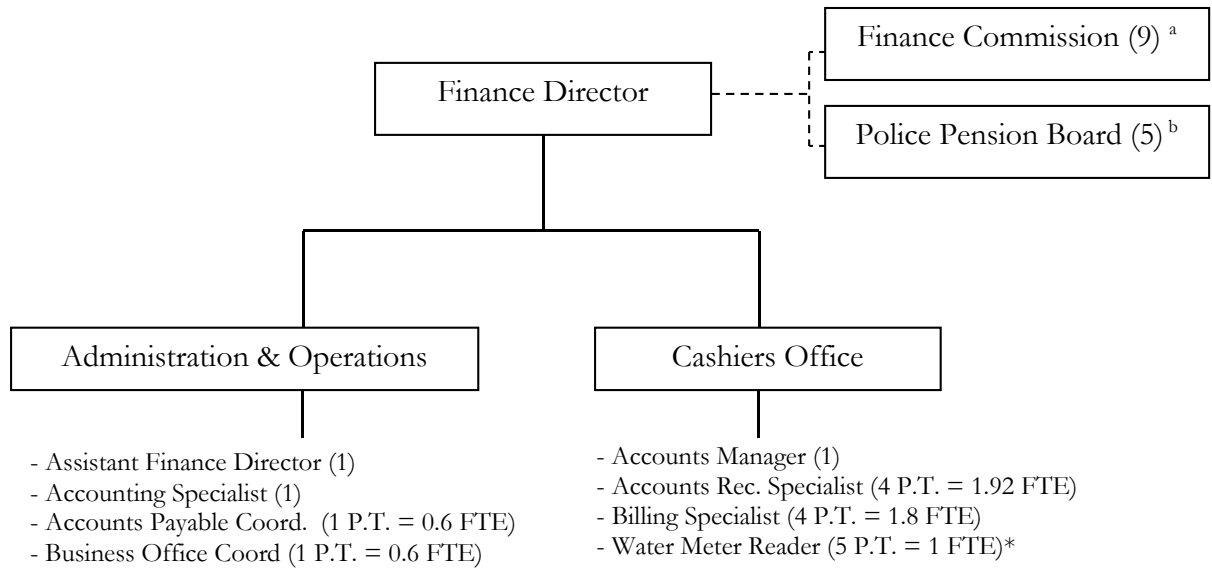 Finance Commission (9) a
Finance Director
Police Pension Board (5) b
Administration & Operations
Cashiers Office
- Assistant Finance Director (1)
- Accounting Specialist (1)
- Accounts Payable Coord. (1 P.T. = 0.6 FTE)
- Business Office Coord (1 P.T. = 0.6 FTE)
- Accounts Manager (1)
- Accounts Rec. Specialist (4 P.T. = 1.92 FTE)
- Billing Specialist (4 P.T. = 1.8 FTE)
- Water Meter Reader (5 P.T. = 1 FTE)*